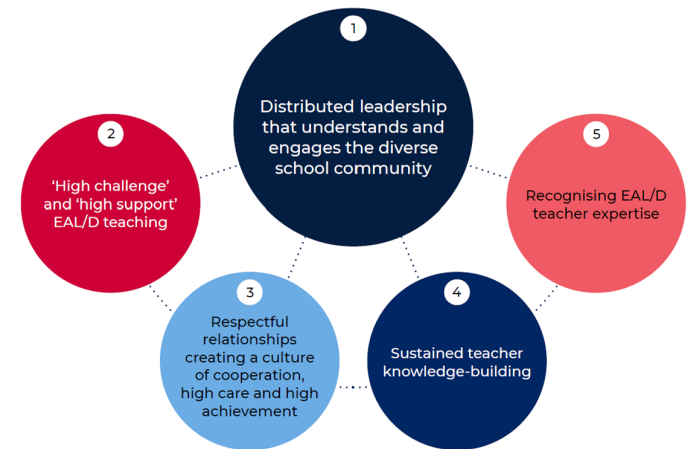 1
Distributed leadership
that understands and
engages the diverse
school community
2
‘High challenge’
and ‘high support’
EAL/D teaching
3
Respectful
relationships
creating a culture
of cooperation,
high care and high
achievement
4
Sustained teacher
knowledge-building
5
Recognising EAL/D
teacher expertise